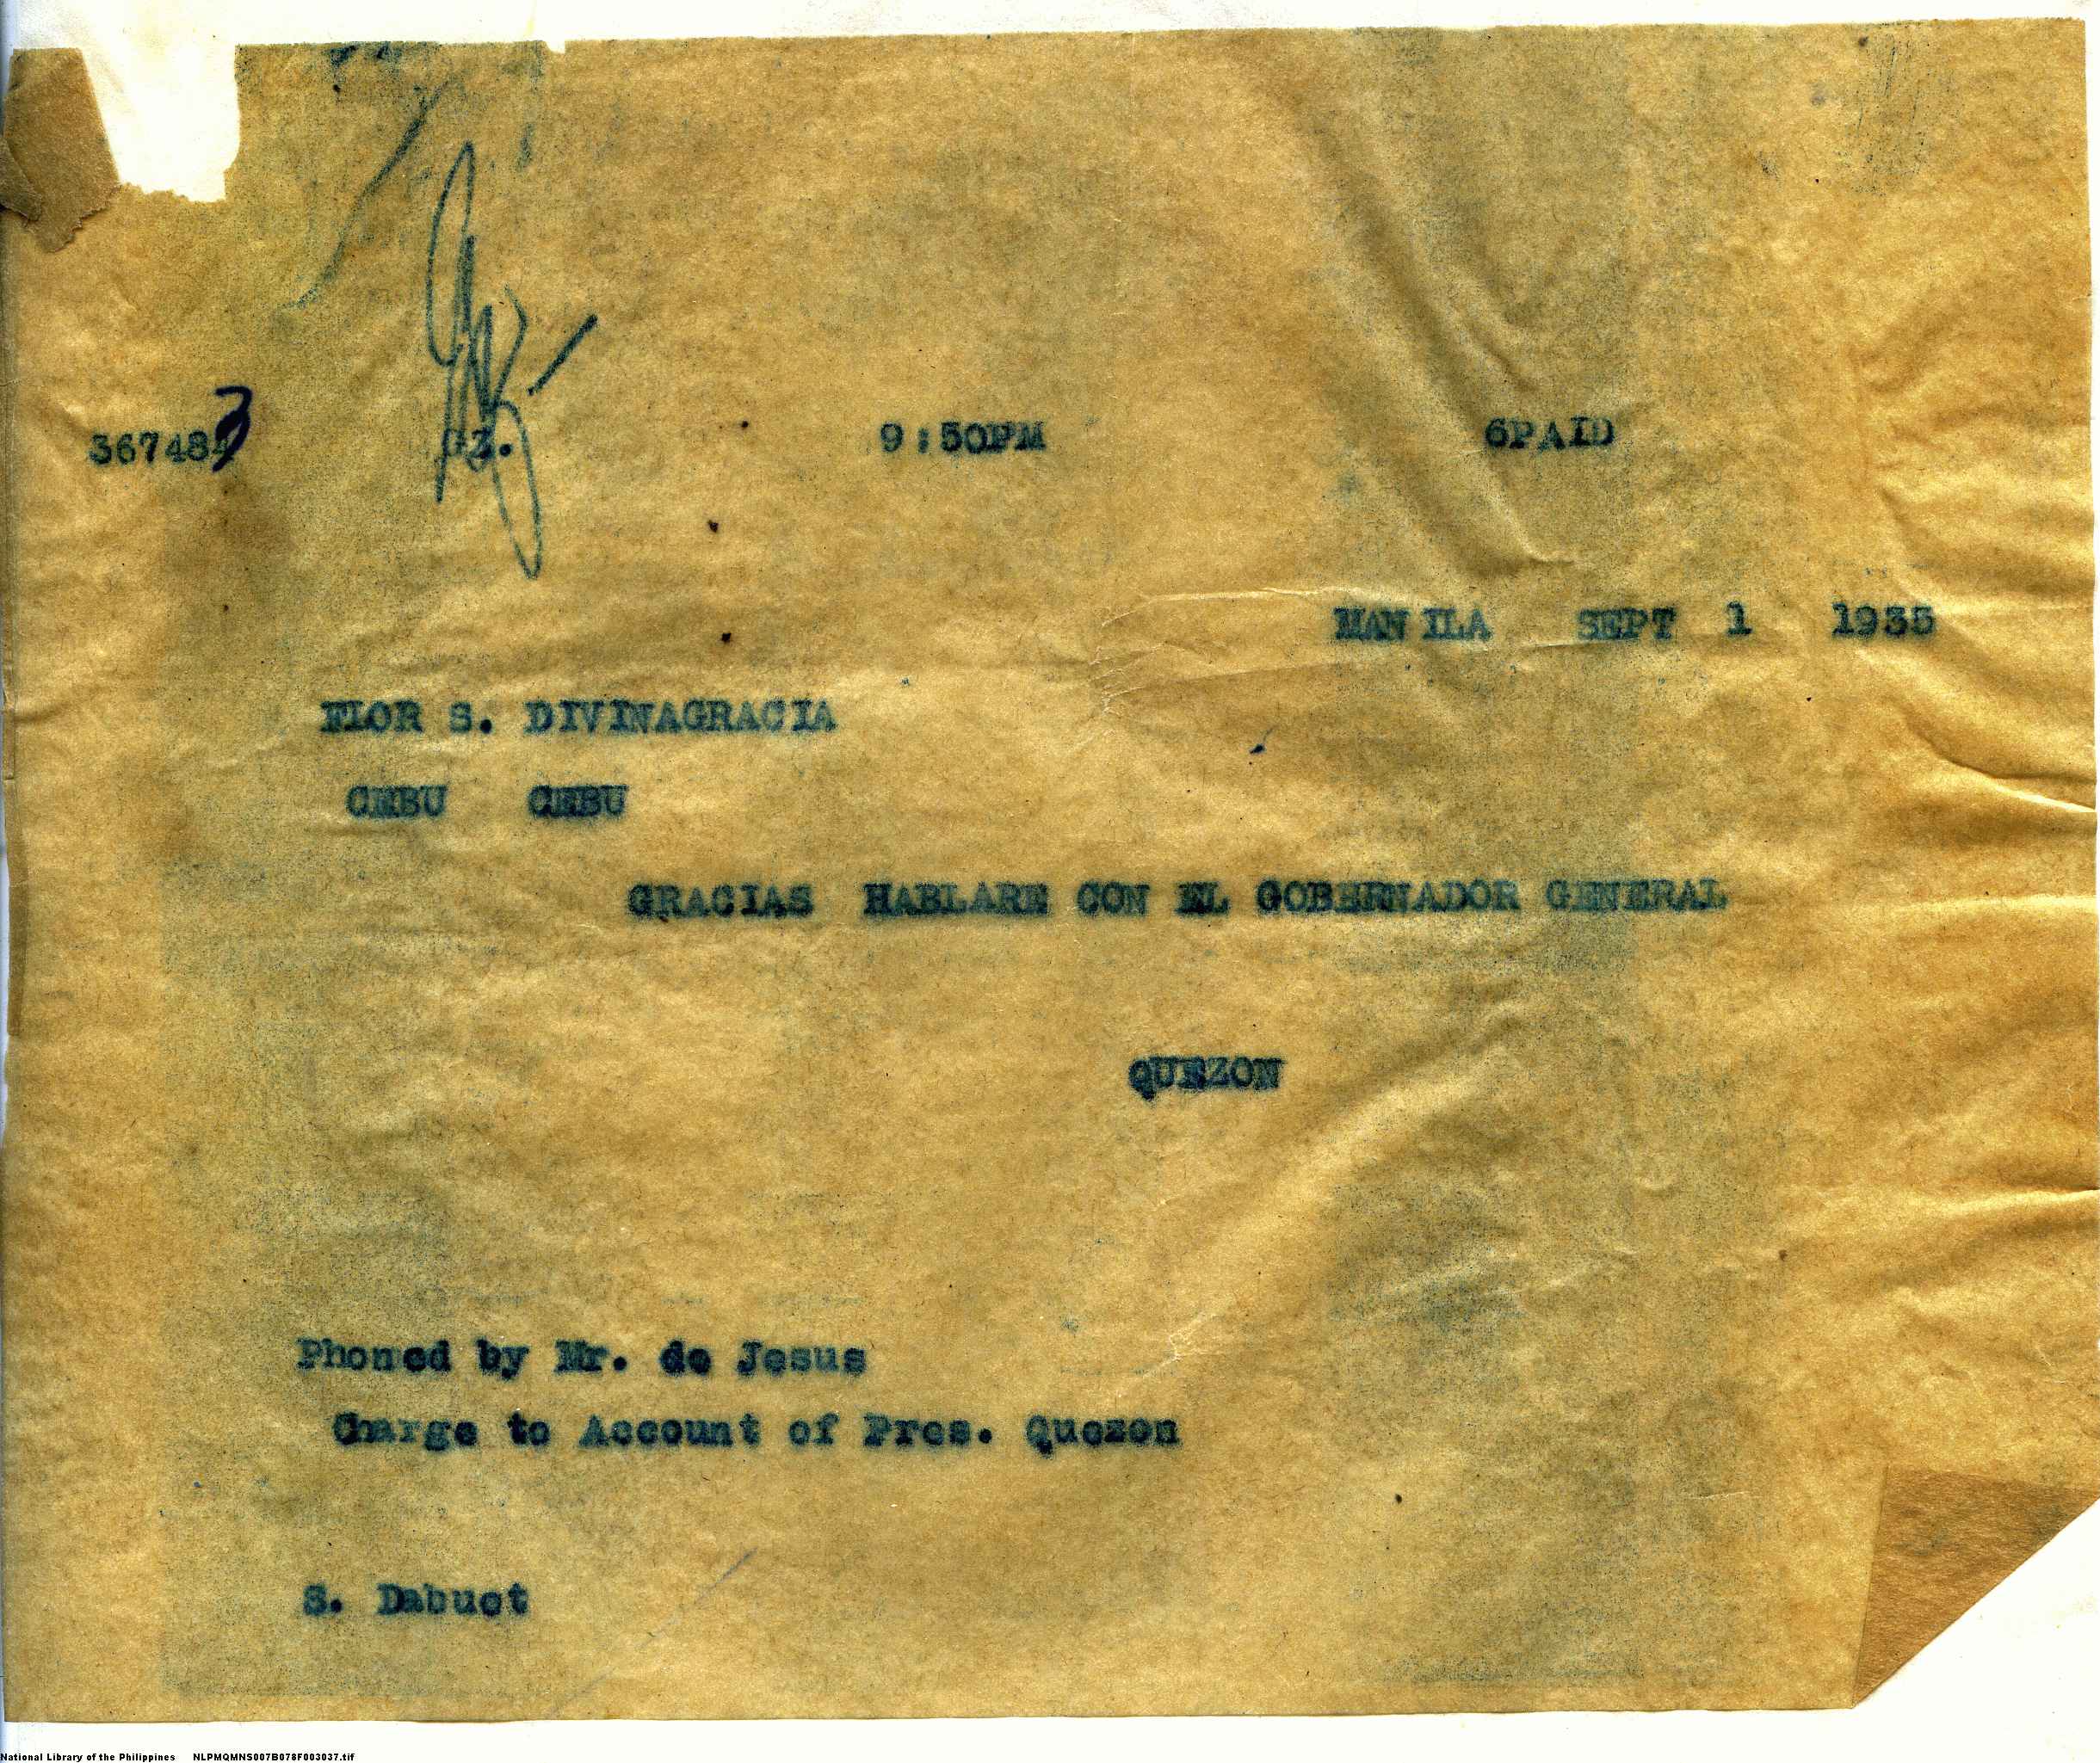 367483 GZ. 9:50PM 6PAID
MANILA SEPT 1 1935
FLOR S. DIVINAGRACIA
CEBU CEBU
GRACIAS HABLARE CON EL GOBERNADOR GENERAL
QUEZON
Phoned by Mr. de Jesus
Charge to Account of Pres. Quezon
S. Dabuet
National Library of the Philippines NLPMQMNS007B078F003037.tif